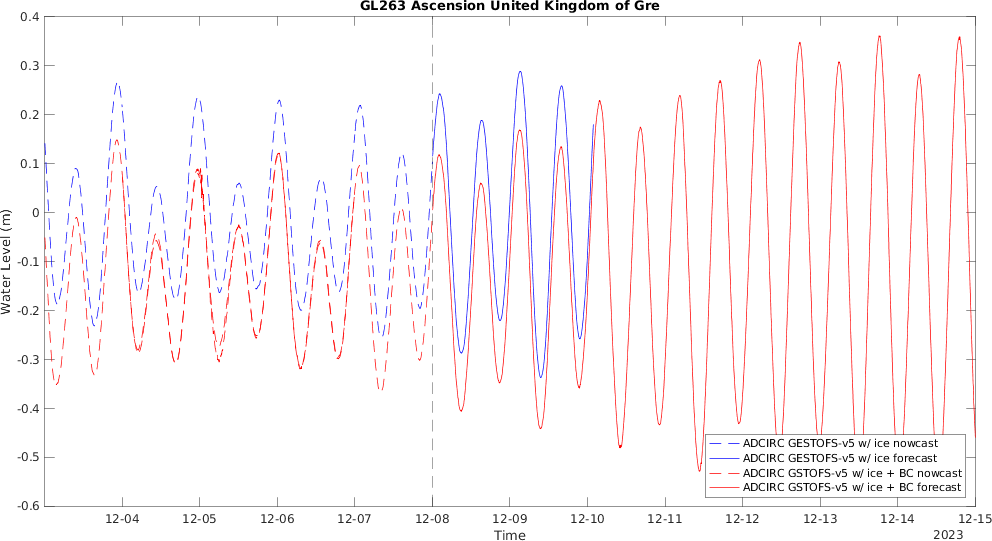 GL263 Ascension United Kingdom of Gre
0.4
0.3
0.2
0.1
0
-0.1
-0.2
-0.3
-0.4
-0.5
-0.6
Water Level (m)
ADCIRC GESTOFS-v5 w/ ice nowcast
ADCIRC GESTOFS-v5 w/ ice forecast
ADCIRC GSTOFS-v5 w/ ice + BC nowcast
ADCIRC GSTOFS-v5 w/ ice + BC forecast
12-04 12-05 12-06 12-07 12-08 12-09 12-10 12-11 12-12 12-13 12-14 12-15
Time
2023